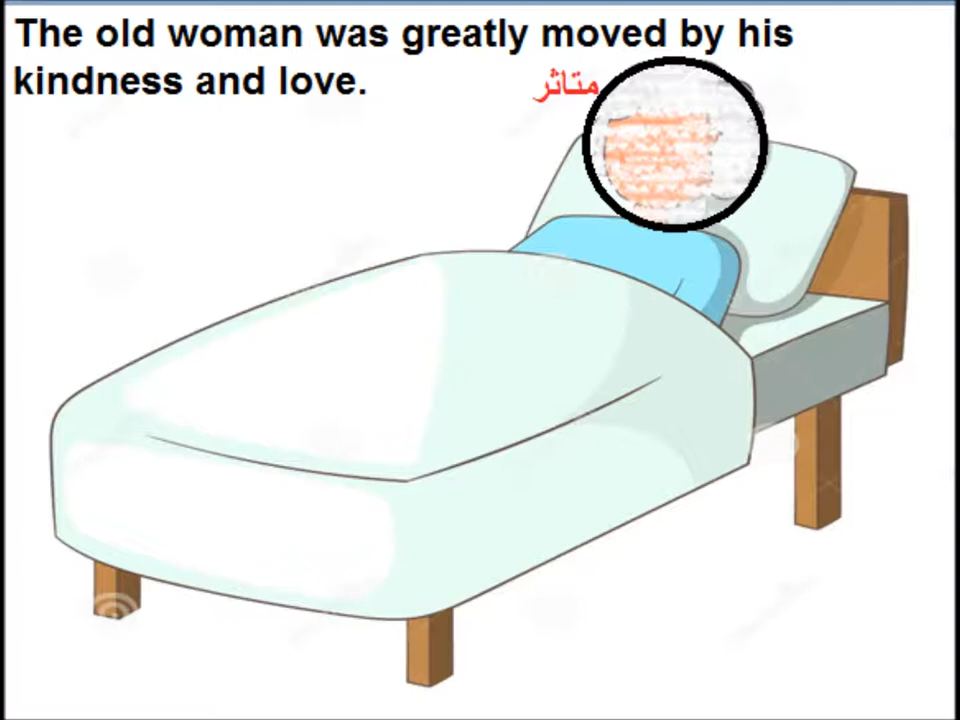 The old woman was greatly moved by his
kindness and love.
متاثر